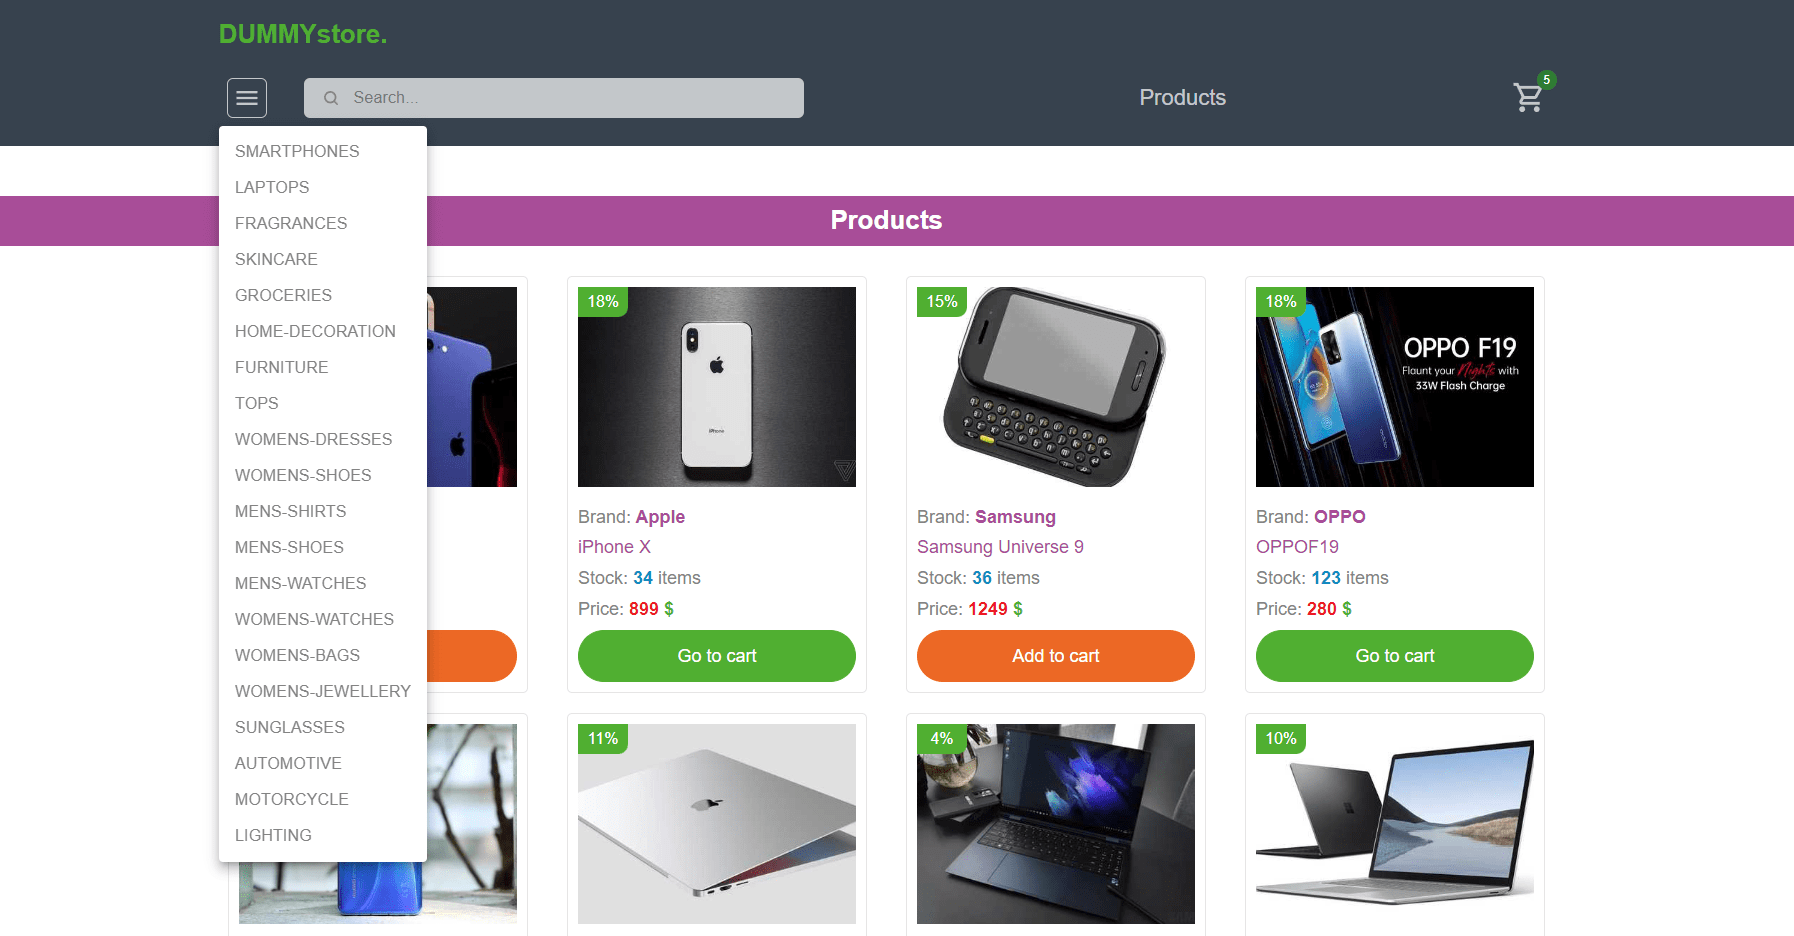 DUMMYstore.
Search...
Products
5
SMARTPHONES
LAPTOPS
FRAGRANCES
SKINCARE
GROCERIES
HOME-DECORATION
FURNITURE
TOPS
WOMENS-DRESSES
WOMENS-SHOES
MENS-SHIRTS
MENS-SHOES
MENS-WATCHES
WOMENS-WATCHES
WOMENS-BAGS
WOMENS-JEWELLERY
SUNGLASSES
AUTOMOTIVE
MOTORCYCLE
LIGHTING
Products
18%
iPhone
Brand: Apple
iPhone X
Stock: 34 items
Price: 899 $
Go to cart
15%
Brand: Samsung
Samsung Universe 9
Stock: 36 items
Price: 1249 $
Add to cart
18%
OPPO F19
Flaunt your Nights with
33W Flash Charge
Brand: OPPO
OPPOF19
Stock: 123 items
Price: 280 $
Go to cart
11%
4%
10%